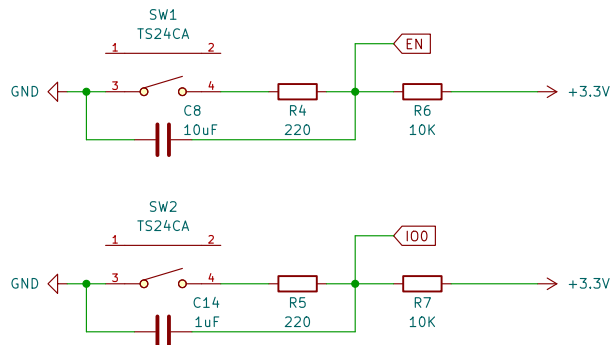 SW1
TS24CA
1 2
EN
GND 3 4 +3.3V
C8 R4 R6
10uF 220 10K
SW2
TS24CA
1 2
IO0
GND 3 4 +3.3V
C14 R5 R7
1uF 220 10K